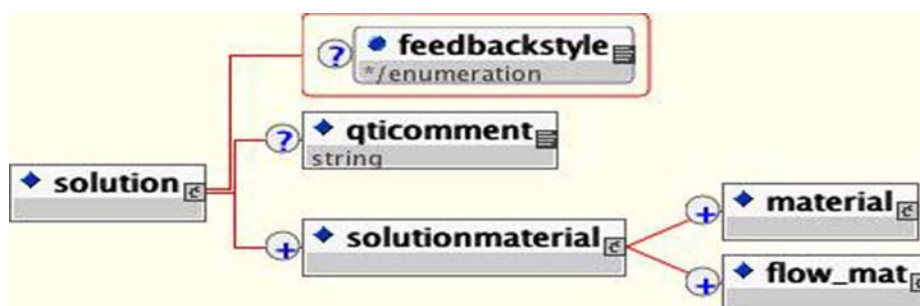 ? feedbackstyle
*/enumeration
? qticomment
string
solution
+ solutionmaterial
+ material
+ flow_mat